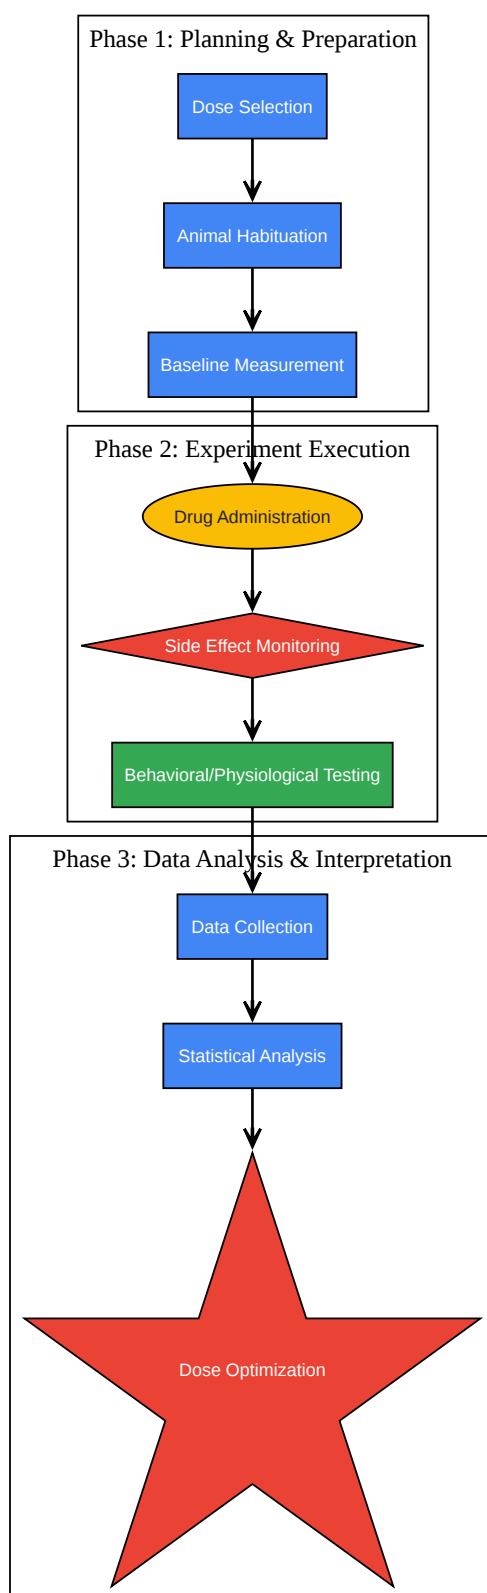 Phase 1: Planning & Preparation
Dose Selection
Animal Habituation
Baseline Measurement
Phase 2: Experiment Execution
Drug Administration
Side Effect Monitoring
Behavioral/Physiological Testing
Phase 3: Data Analysis & Interpretation
Data Collection
Statistical Analysis
Dose Optimization